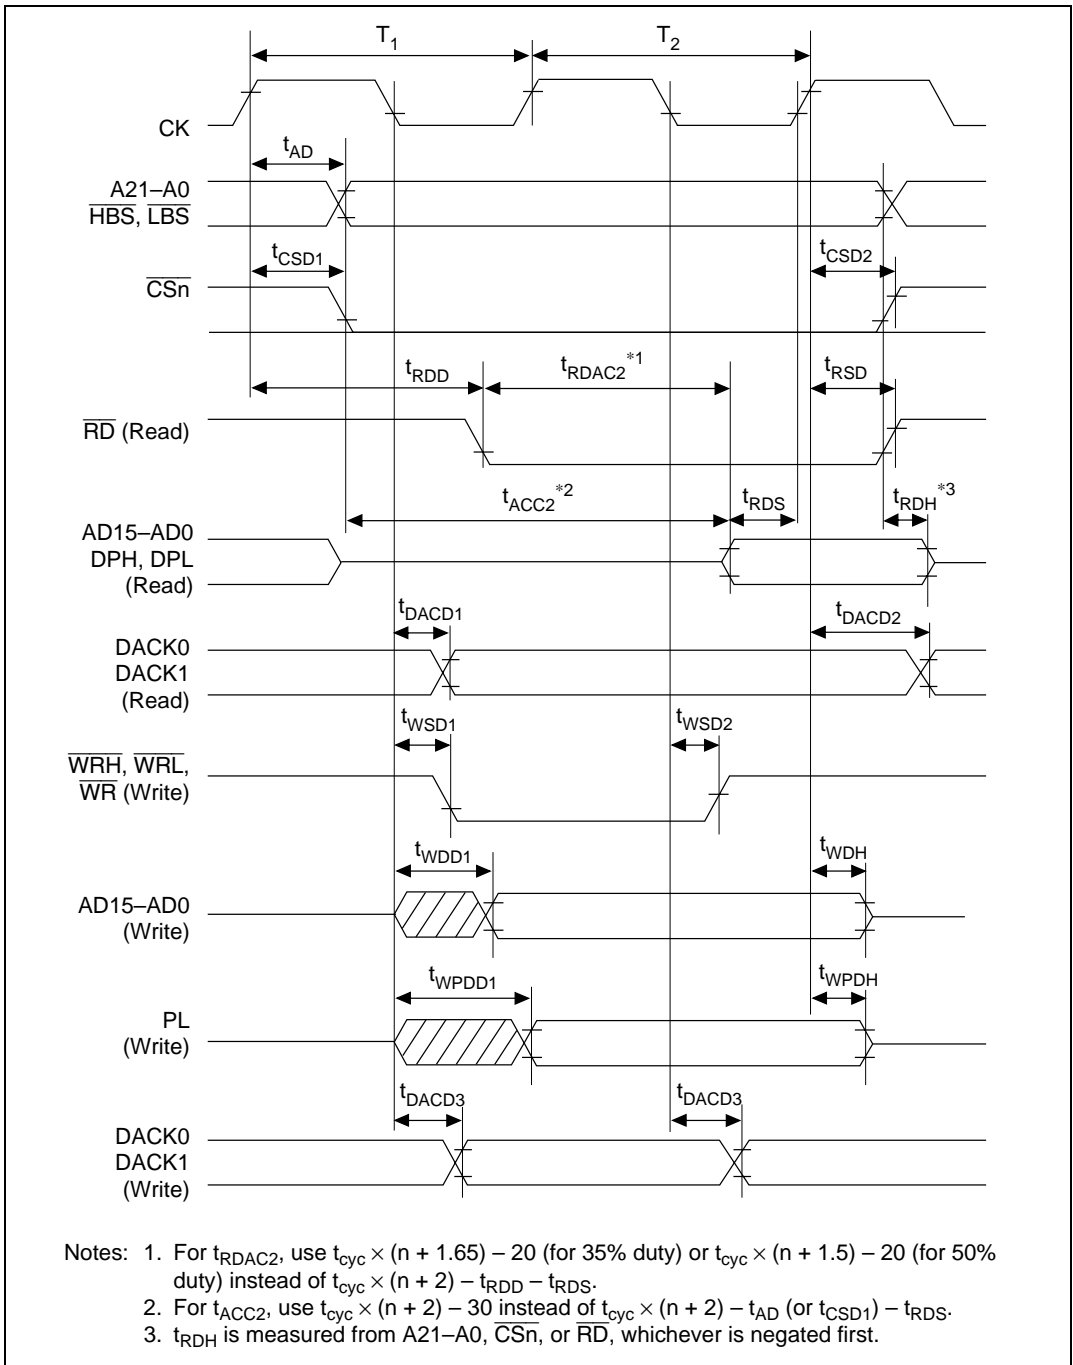 T1 T2
CK
tAD
A21–A0
HBS, LBS
tCSD1 tCSD2
CSn
tRDD tRDAC2*1 tRSD
RD (Read)
tACC2*2 tRDS tRDH*3
AD15–AD0
DPH, DPL
(Read)
tDACD1 tDACD2
DACK0
DACK1
(Read)
tWSD1 tWSD2
WRH, WRL,
WR (Write)
tWDD1 tWDH
AD15–AD0
(Write)
tWPDD1 tWPDH
PL
(Write)
tDACD3 tDACD3
DACK0
DACK1
(Write)
Notes: 1. For tRDAC2, use tcyc × (n + 1.65) – 20 (for 35% duty) or tcyc × (n + 1.5) – 20 (for 50%
duty) instead of tcyc × (n + 2) – tRDD – tRDS.
2. For tACC2, use tcyc × (n + 2) – 30 instead of tcyc × (n + 2) – tAD (or tCSD1) – tRDS.
3. tRDH is measured from A21–A0, CSn, or RD, whichever is negated first.